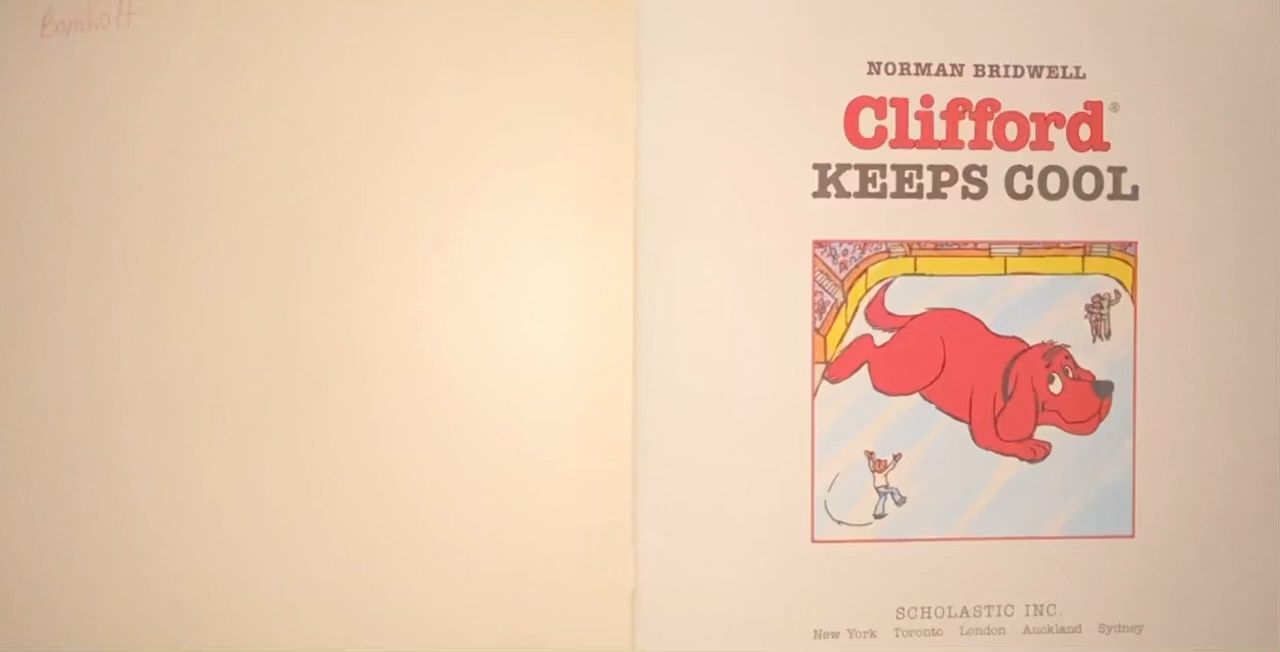 NORMAN BRIDWELL
Clifford®
KEEPS COOL
SCHOLASTIC INC.
New York Toronto London Auckland Sydney